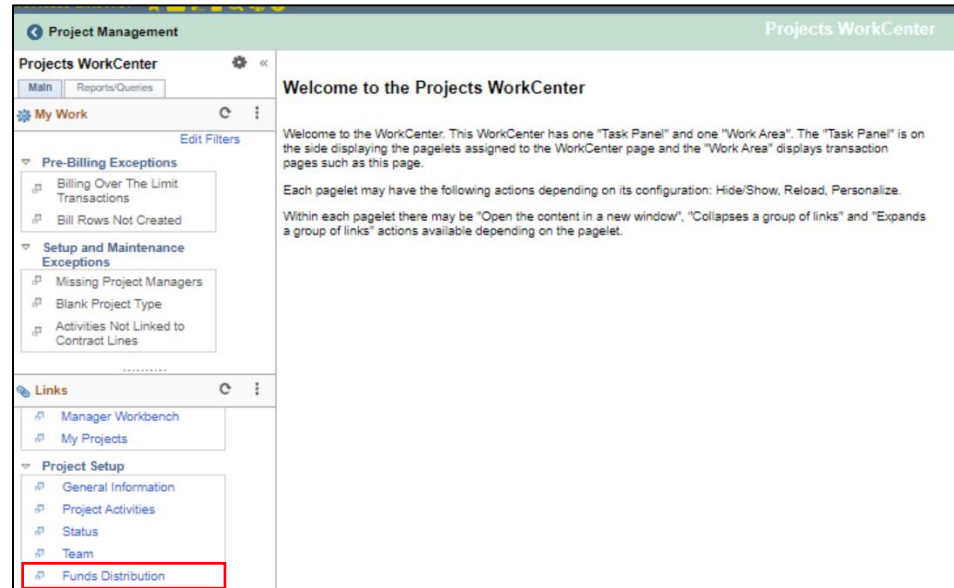 Project Management
Projects WorkCenter
Projects WorkCenter
Main
Reports/Queries
My Work
Edit Filters
Pre-Billing Exceptions
Billing Over The Limit
Transactions
Bill Rows Not Created
Setup and Maintenance
Exceptions
Missing Project Managers
Blank Project Type
Activities Not Linked to
Contract Lines
Links
Manager Workbench
My Projects
Project Setup
General Information
Project Activities
Status
Team
Funds Distribution
Welcome to the Projects WorkCenter
Welcome to the WorkCenter. This WorkCenter has one "Task Panel" and one "Work Area". The "Task Panel" is on
the side displaying the pagelets assigned to the WorkCenter page and the "Work Area" displays transaction
pages such as this page.
Each pagelet may have the following actions depending on its configuration: Hide/Show, Reload, Personalize.
Within each pagelet there may be "Open the content in a new window", "Collapses a group of links" and "Expands
a group of links" actions available depending on the pagelet.